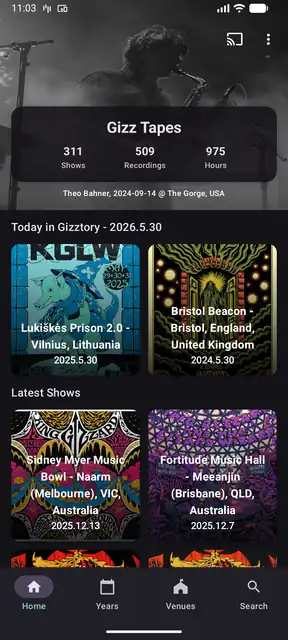 11:03
Gizz Tapes
311 509 975
Shows Recordings Hours
Theo Bahner, 2024-09-14 @ The Gorge, USA
Today in Gizztory - 2026.5.30
KGLW
2025
Lukiškės Prison 2.0 -
Vilnius, Lithuania
2025.5.30
Bristol Beacon -
Bristol, England,
United Kingdom
2024.5.30
Latest Shows
Sidney Myer Music
Bowl - Naarm
(Melbourne), VIC,
Australia
2025.12.13
Fortitude Music Hall
- Meeanjin
(Brisbane), QLD,
Australia
2025.12.7
Home Years Venues Search